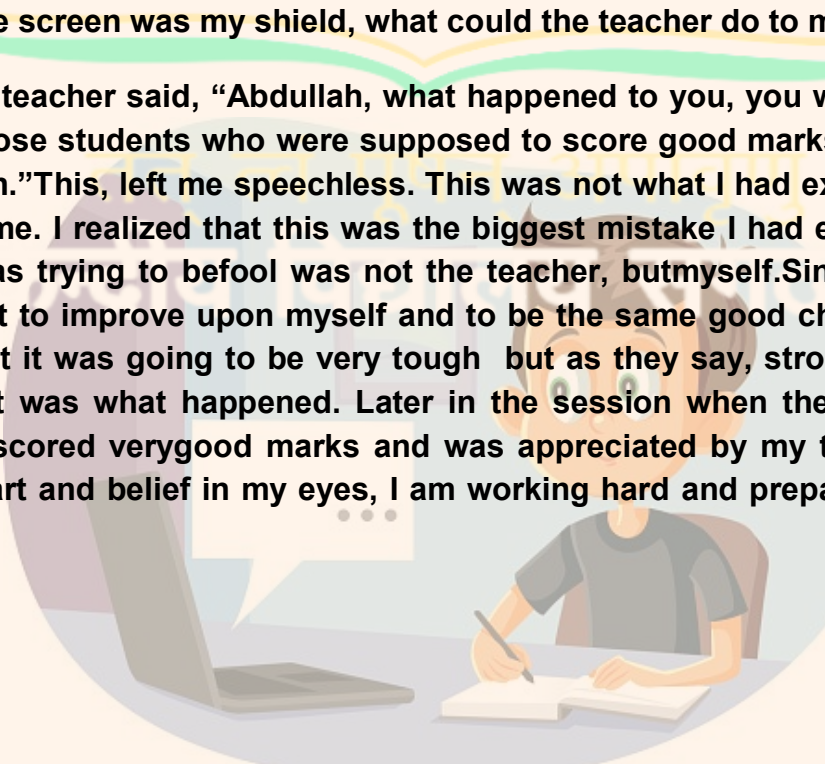 e screen was my shield, what could the teacher do to m
teacher said, “Abdullah, what happened to you, you w
ose students who were supposed to score good marks
n.”This, left me speechless. This was not what I had ex
me. I realized that this was the biggest mistake I had e
as trying to befool was not the teacher, butmyself.Sin
t to improve upon myself and to be the same good ch
t it was going to be very tough but as they say, stro
t was what happened. Later in the session when the
scored verygood marks and was appreciated by my t
art and belief in my eyes, I am working hard and prepa